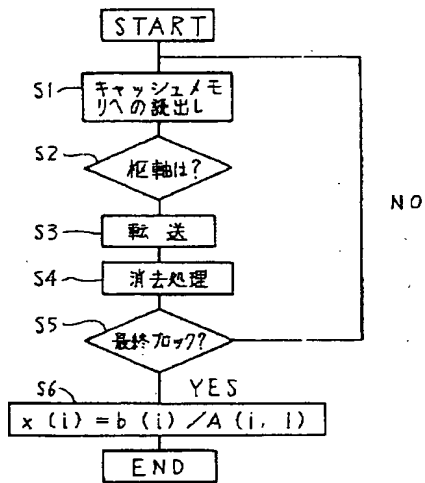 START
S1
キャッシュメモ
リへの読出し
S2
枢軸は?
NO
S3
転送
S4
消去処理
S5
最終ブロック?
YES
S6
x (i) = b (i) / A (i, 1)
END